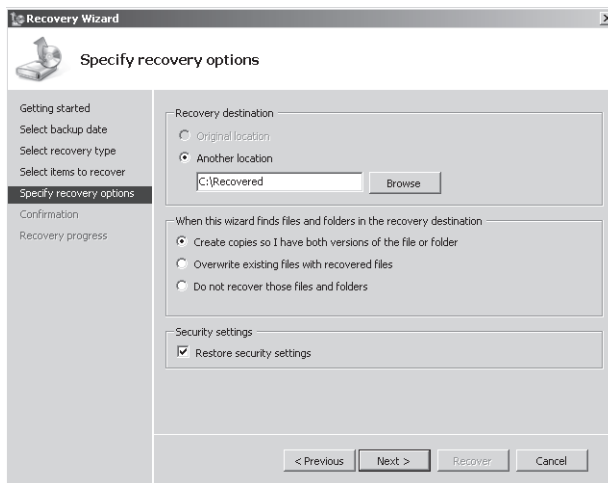 Recovery Wizard
Specify recovery options
Getting started
Select backup date
Select recovery type
Select items to recover
Specify recovery options
Confirmation
Recovery progress
Recovery destination
Original location
Another location
C:\Recovered
Browse
When this wizard finds files and folders in the recovery destination
Create copies so I have both versions of the file or folder
Overwrite existing files with recovered files
Do not recover those files and folders
Security settings
Restore security settings
< Previous
Next >
Recover
Cancel